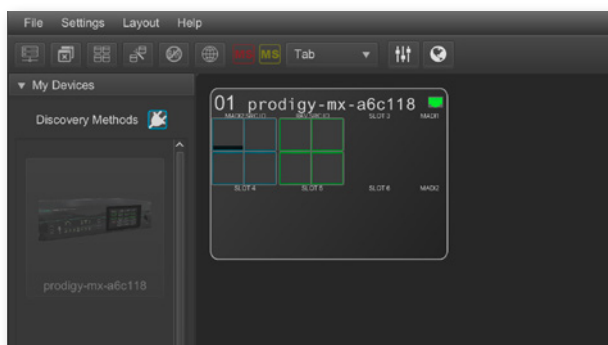 File Settings Layout Help
MS Tab
My Devices
Discovery Methods
01 prodigy-mx-a6c118
SLOT 3 MADI1
SLOT 4 SLOT 5 SLOT 6 MADI2
prodigy-mx-a6c118